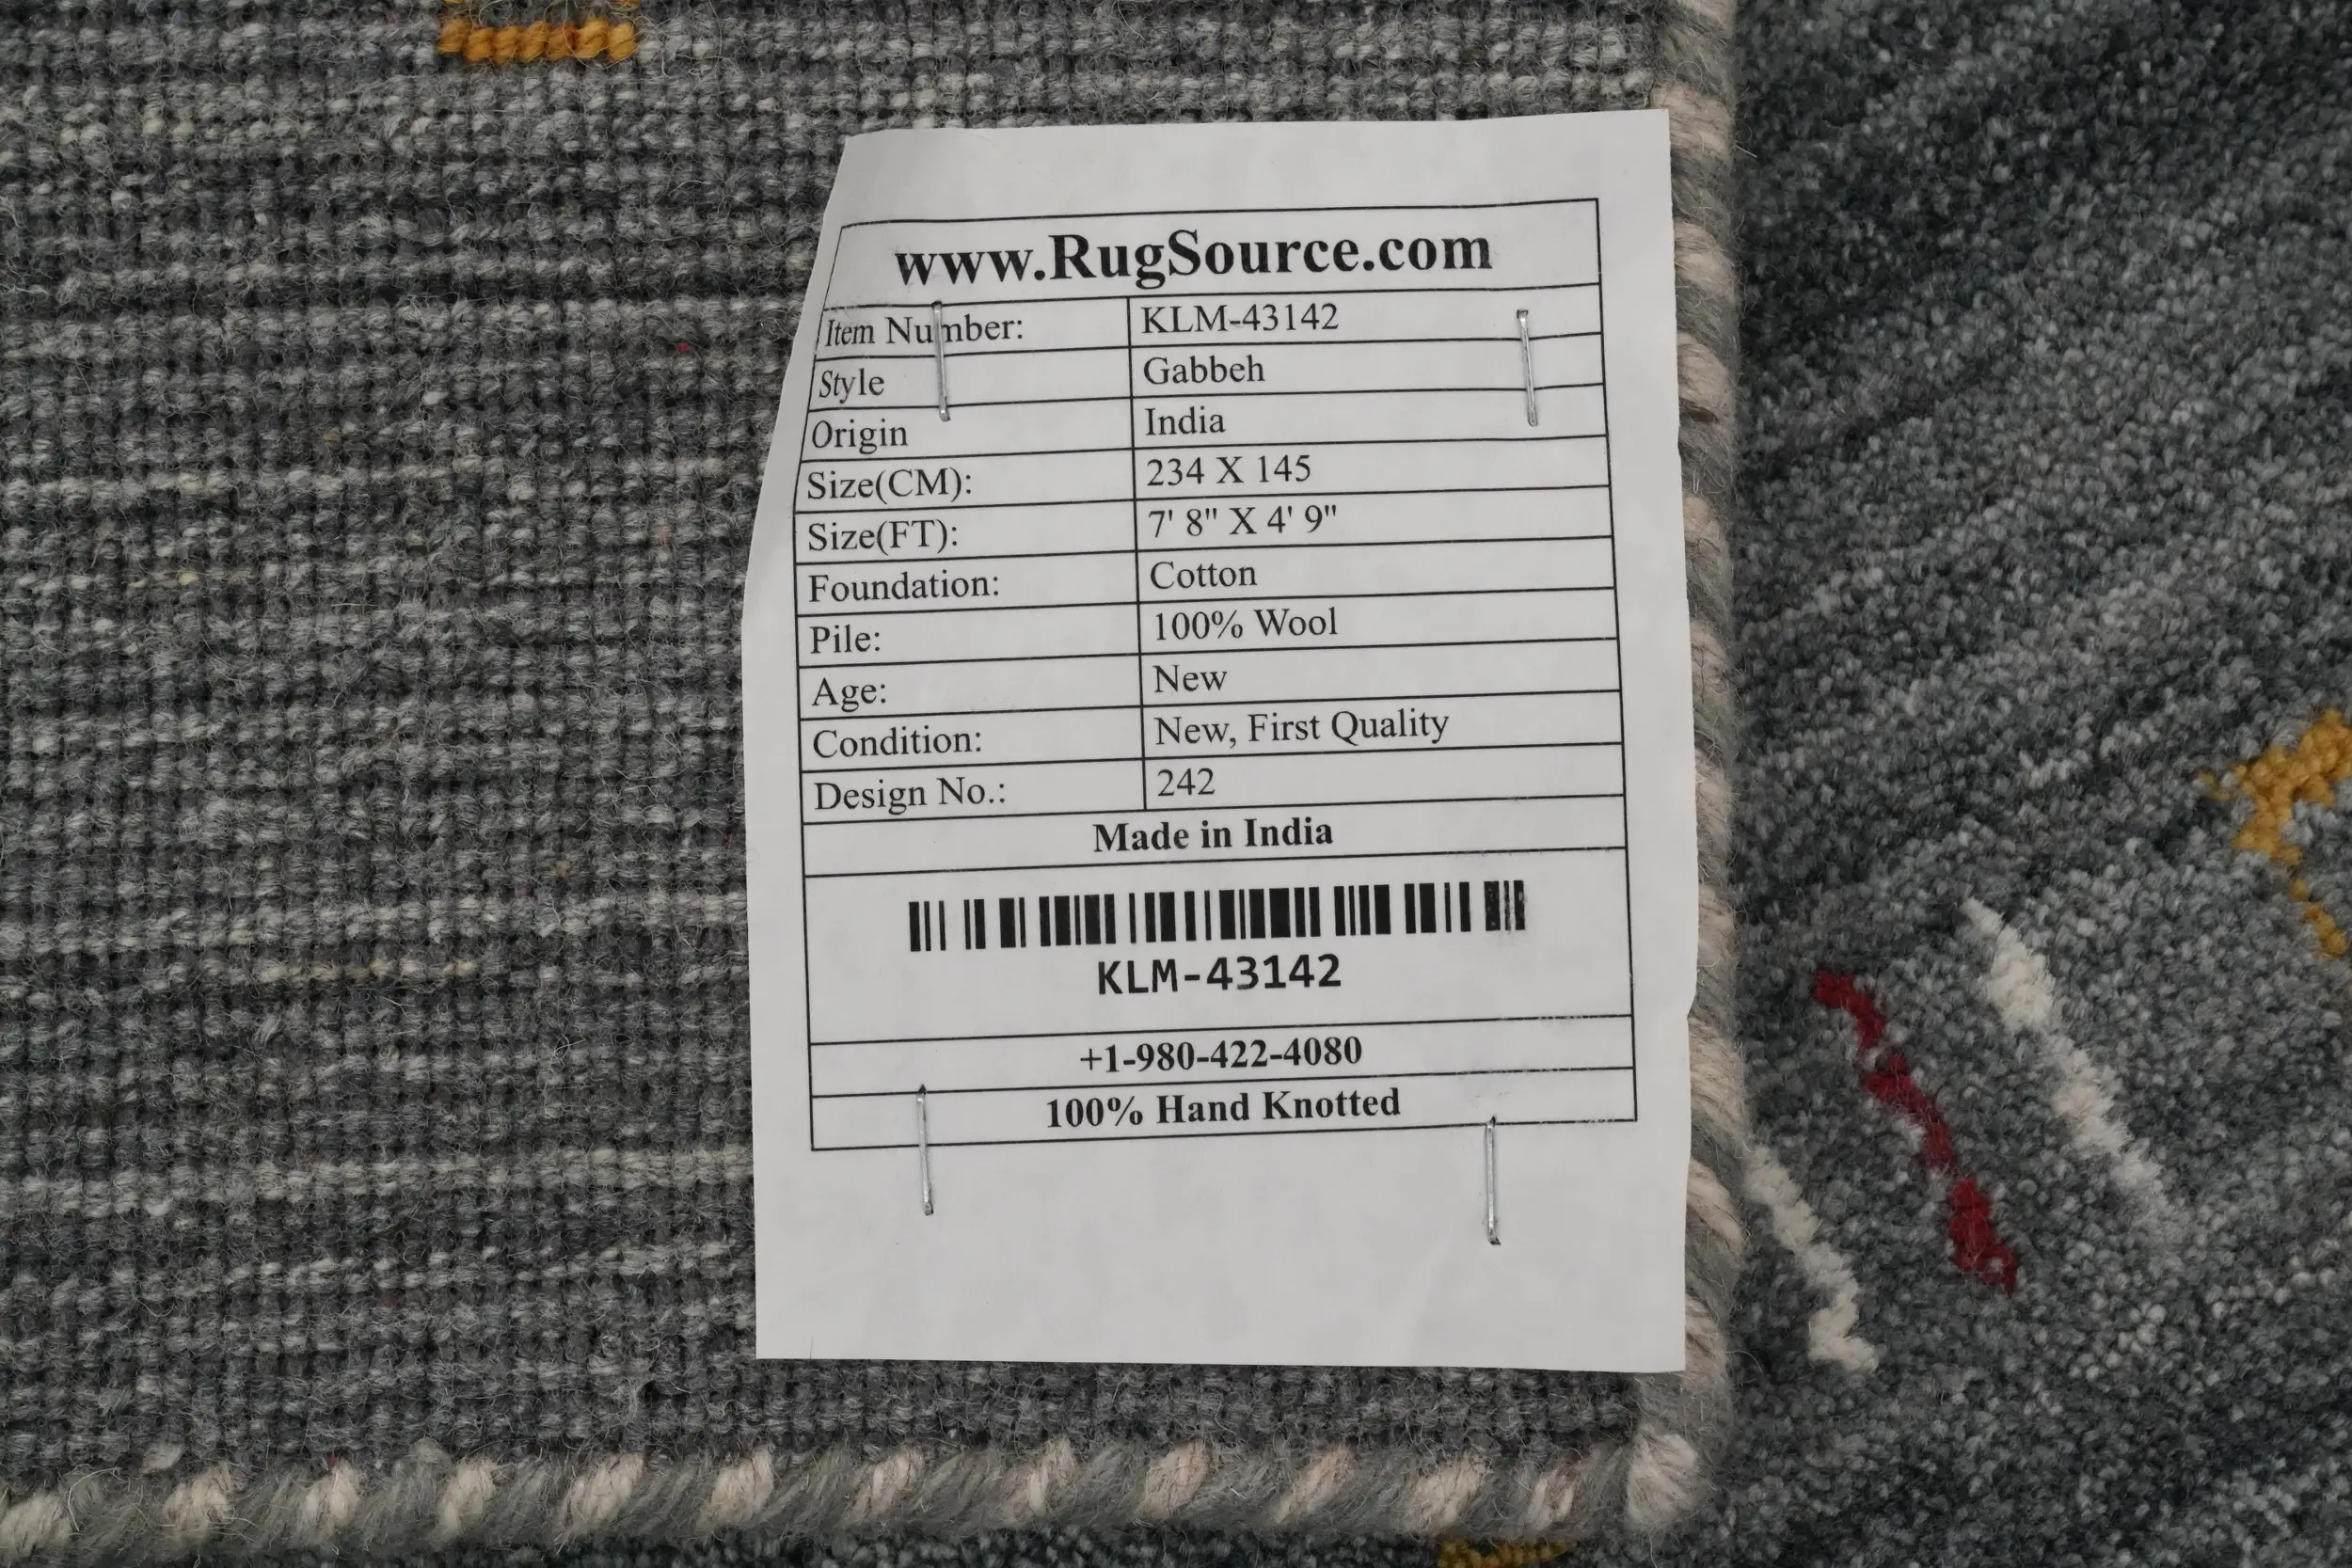 www.RugSource.com
Item Number: KLM-43142
Style Gabbeh
Origin India
Size(CM): 234 X 145
Size(FT): 7' 8" X 4' 9"
Foundation: Cotton
Pile: 100% Wool
Age: New
Condition: New, First Quality
Design No.: 242
Made in India
KLM-43142
+1-980-422-4080
100% Hand Knotted